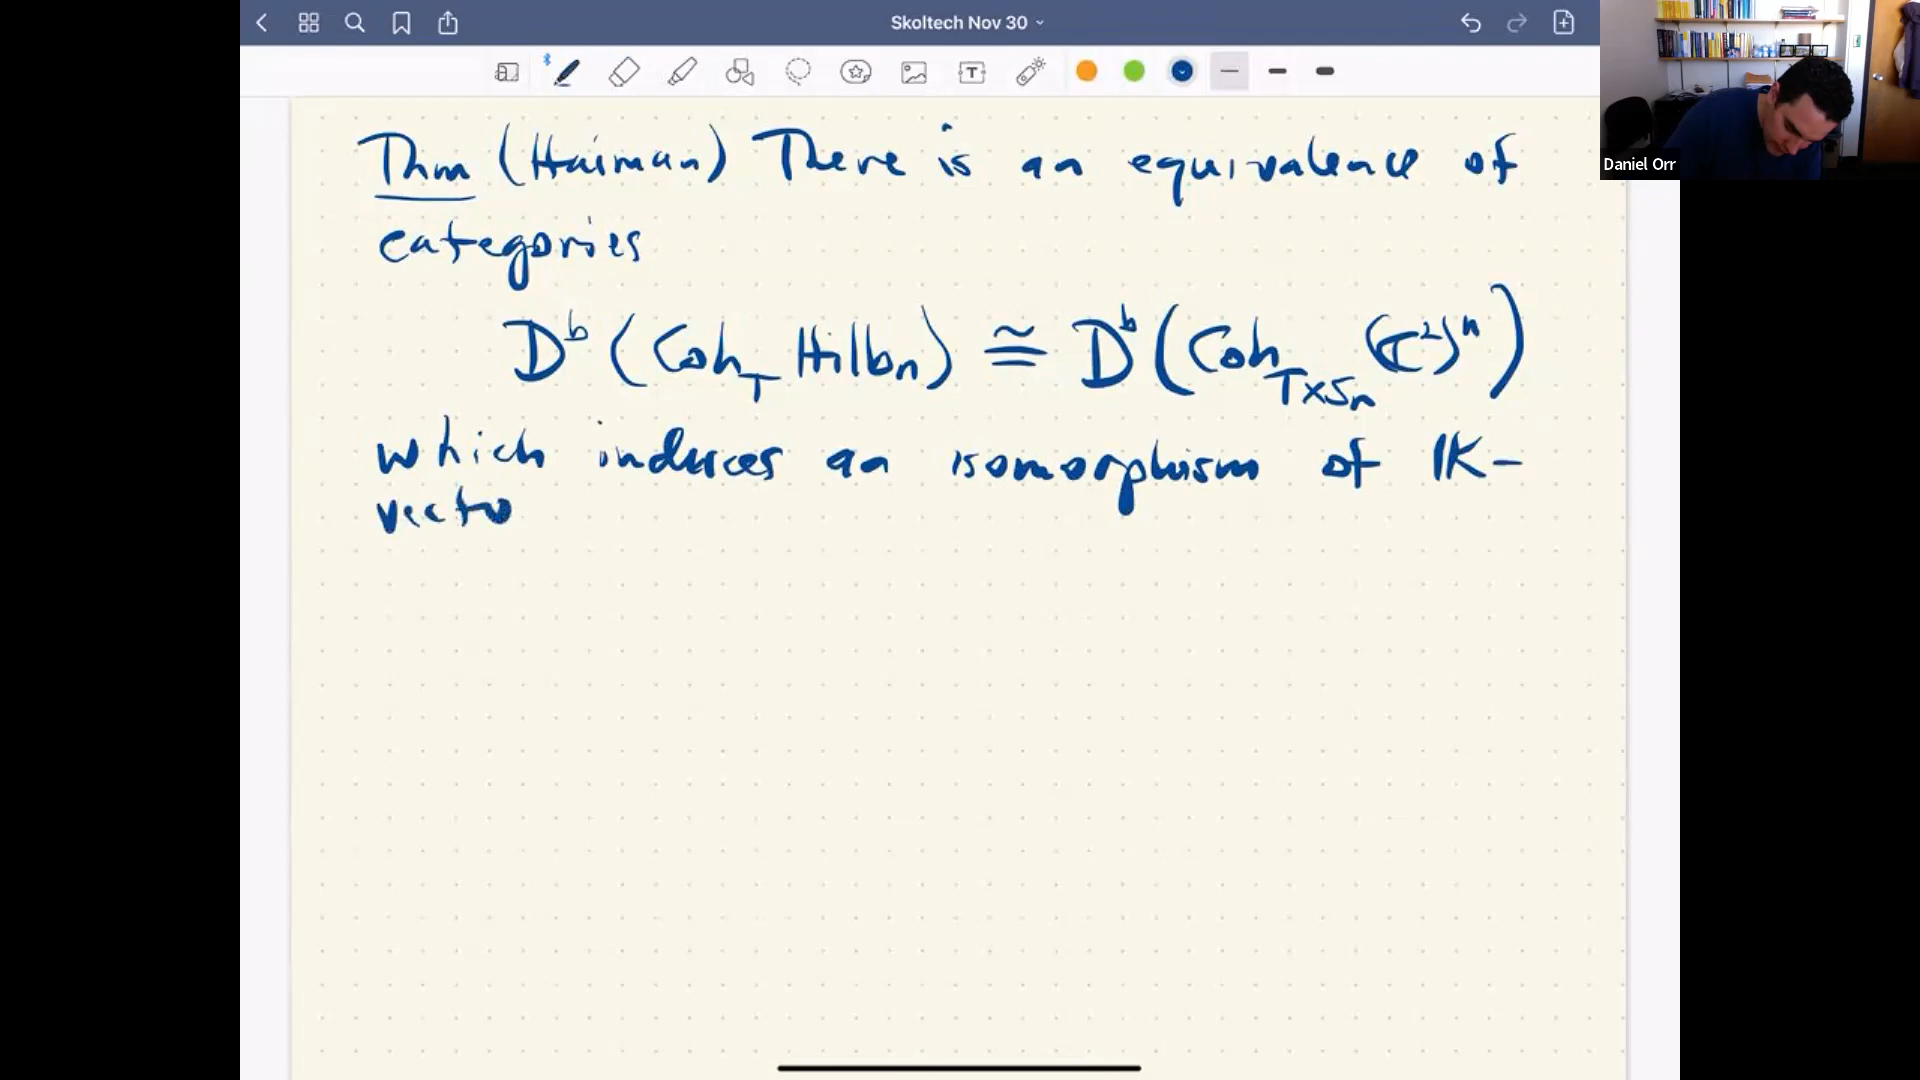 Skoltech Nov 30
Daniel Orr
Thm (Haiman) There is an equivalence of
categories
D^b (Coh_T Hilb_n) ≅ D^b (Coh_{T×S_n} (ℂ²)^n)
which induces an isomorphism of 𝕂-
vecto